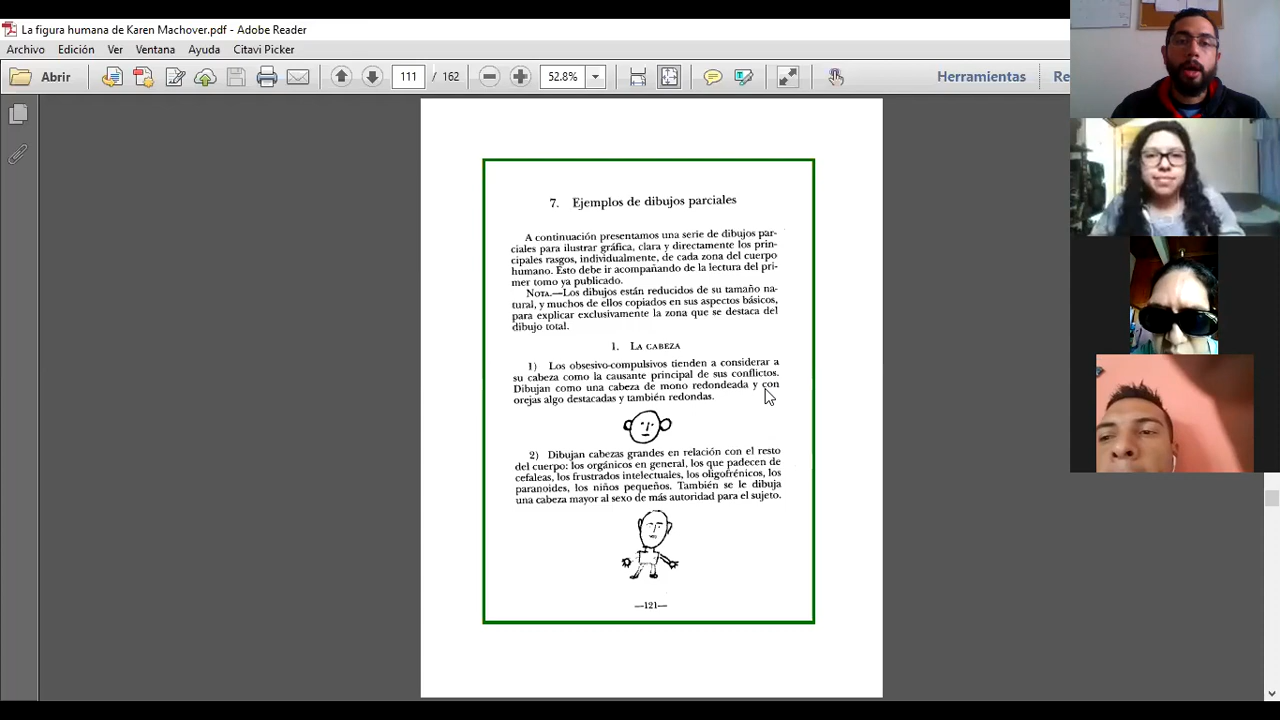 La figura humana de Karen Machover.pdf - Adobe Reader
Archivo Edición Ver Ventana Ayuda Citavi Picker
Abrir 111 / 162 52.8% Herramientas Re
7. Ejemplos de dibujos parciales
A continuación presentamos una serie de dibujos par-
ciales para ilustrar gráfica, clara y directamente los prin-
cipales rasgos, individualmente, de cada zona del cuerpo
humano. Esto debe ir acompañando de la lectura del pri-
mer tomo ya publicado.
NOTA.—Los dibujos están reducidos de su tamaño na-
tural, y muchos de ellos copiados en sus aspectos básicos,
para explicar exclusivamente la zona que se destaca del
dibujo total.
1. LA CABEZA
1) Los obsesivo-compulsivos tienden a considerar a
su cabeza como la causante principal de sus conflictos.
Dibujan como una cabeza de mono redondeada y con
orejas algo destacadas y también redondas.
2) Dibujan cabezas grandes en relación con el resto
del cuerpo: los orgánicos en general, los que padecen de
cefaleas, los frustrados intelectuales, los oligofrénicos, los
paranoides, los niños pequeños. También se le dibuja
una cabeza mayor al sexo de más autoridad para el sujeto.
—121—